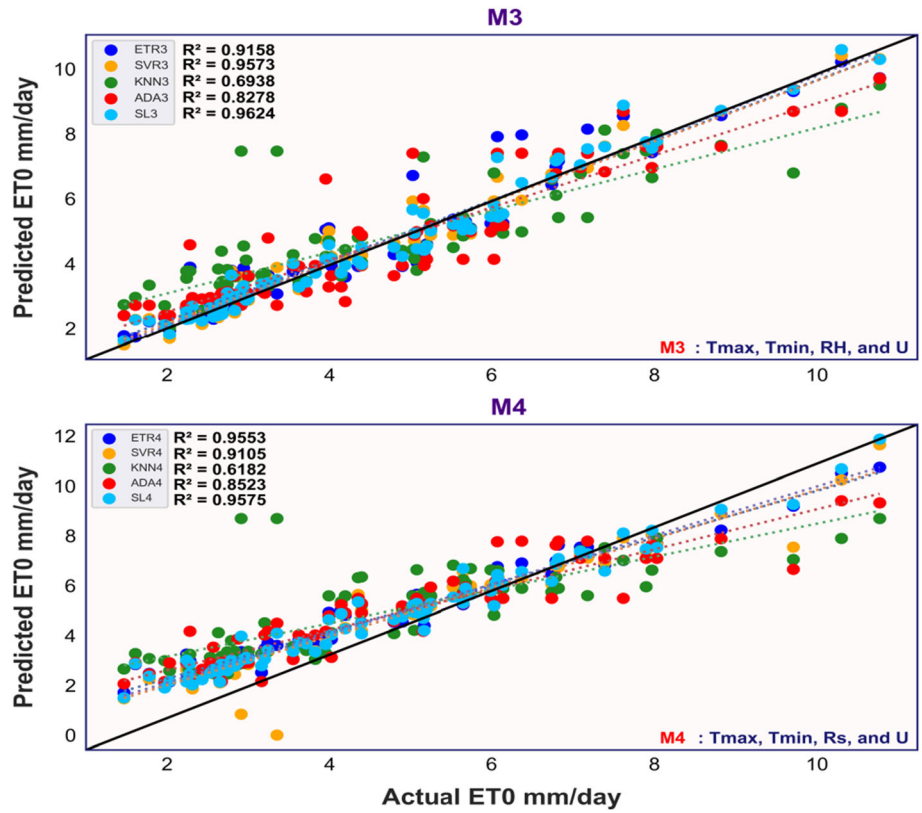 M3
ETR3 R² = 0.9158
SVR3 R² = 0.9573
KNN3 R² = 0.6938
ADA3 R² = 0.8278
SL3 R² = 0.9624
Predicted ET0 mm/day
10
8
6
4
2
M3 : Tmax, Tmin, RH, and U
2 4 6 8 10
M4
ETR4 R² = 0.9553
SVR4 R² = 0.9105
KNN4 R² = 0.6182
ADA4 R² = 0.8523
SL4 R² = 0.9575
Predicted ET0 mm/day
12
10
8
6
4
2
0
M4 : Tmax, Tmin, Rs, and U
2 4 6 8 10
Actual ET0 mm/day